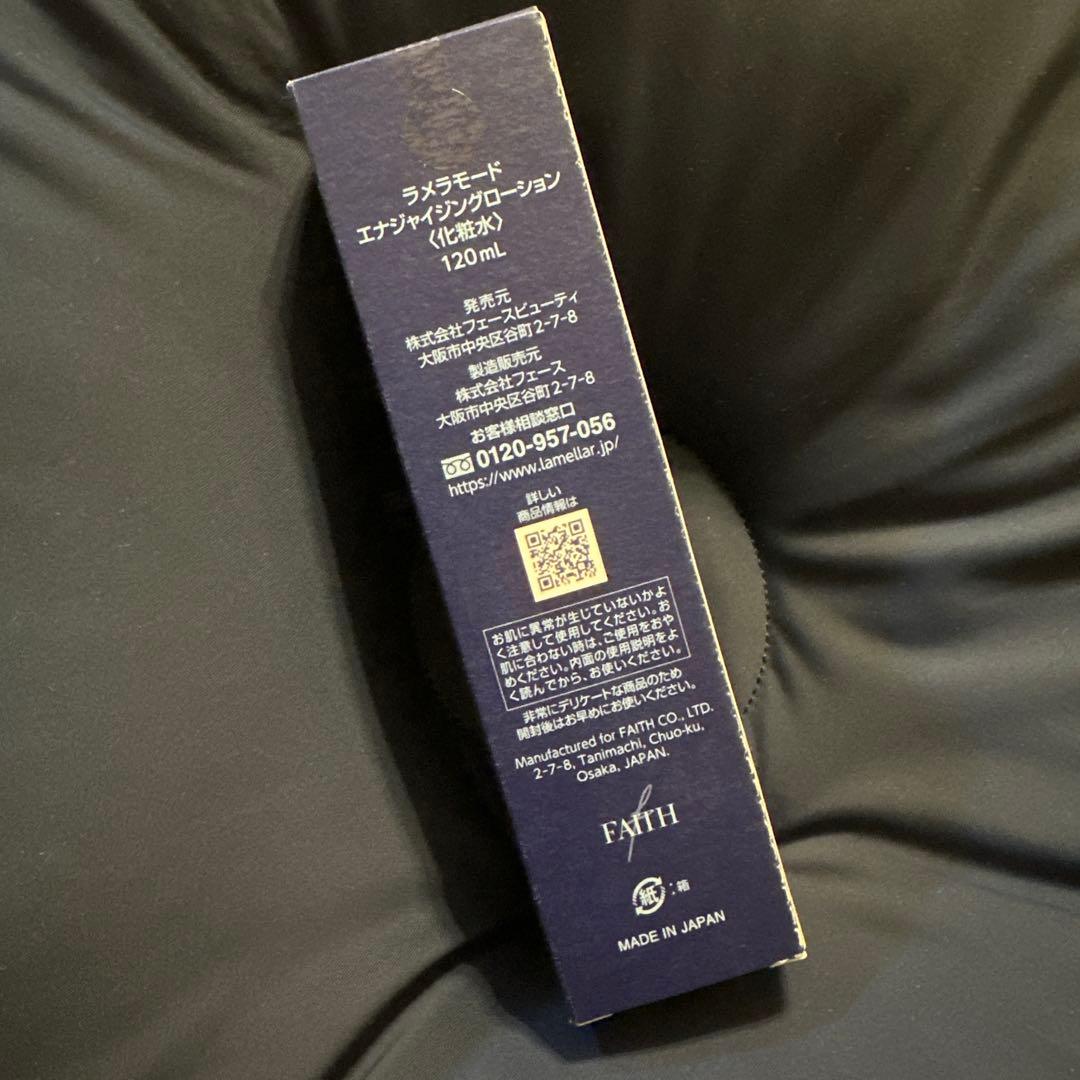 ラメラモード
エナジャイジングローション
〈化粧水〉
120mL
発売元
株式会社フェースビューティ
大阪市中央区谷町2-7-8
製造販売元
株式会社フェース
大阪市中央区谷町2-7-8
お客様相談窓口
0120-957-056
https://www.lamellar.jp/
詳しい
商品情報は
お肌に異常が生じていないかよ
く注意して使用してください。お
肌に合わない時は、ご使用をおや
めください。内面の使用説明をよ
く読んでから、お使いください。
非常にデリケートな商品のため
開封後はお早めにお使いください。
Manufactured for FAITH CO., LTD.
2-7-8, Tanimachi, Chuo-ku,
Osaka, JAPAN.
FAITH
紙:箱
MADE IN JAPAN